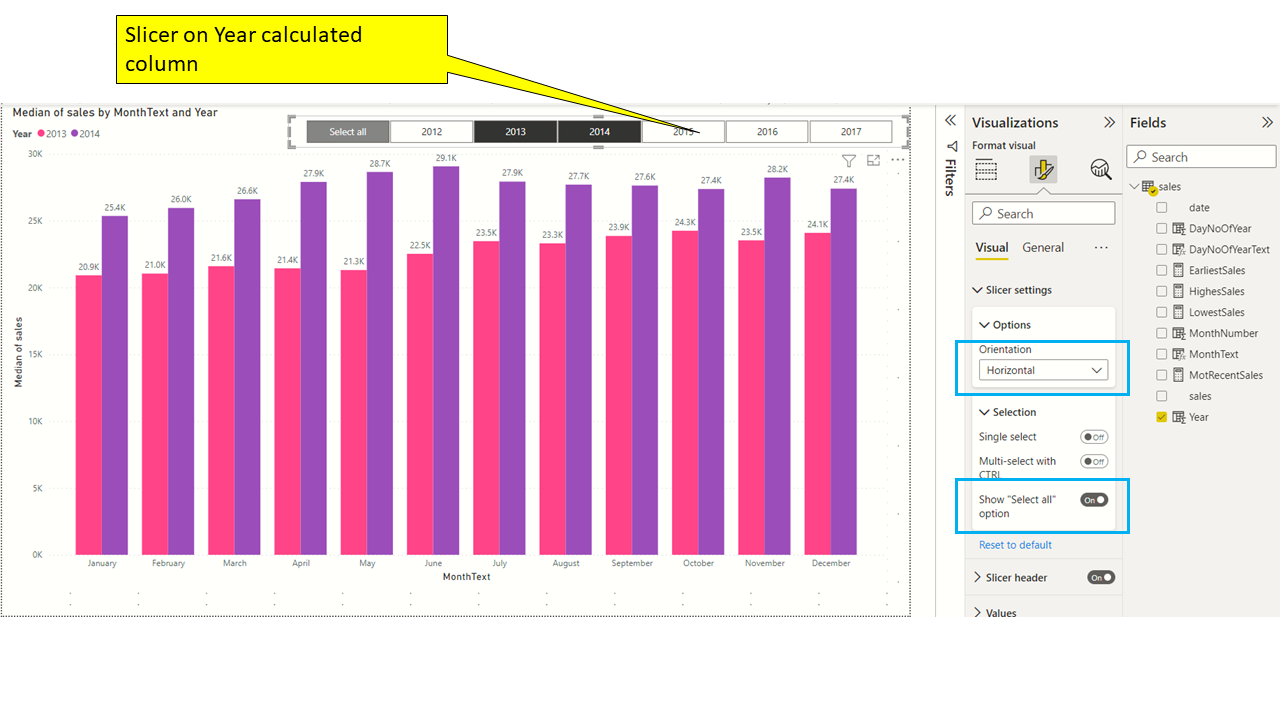 Slicer on Year calculated
column
Median of sales by MonthText and Year
Year 2013 2014
Select all 2012 2013 2014 2015 2016 2017
30K
25K
20K
15K
10K
5K
0K
Median of sales
20.9K 25.4K
21.0K 26.0K
21.6K 26.6K
21.4K 27.9K
21.3K 28.7K
22.5K 29.1K
23.5K 27.9K
23.3K 27.7K
23.9K 27.6K
24.3K 27.4K
23.5K 28.2K
24.1K 27.4K
January February March April May June July August September October November December
MonthText
Filters
Visualizations
Format visual
Search
Visual General
Slicer settings
Options
Orientation
Horizontal
Selection
Single select Off
Multi-select with Off
CTRL
Show "Select all" On
option
Reset to default
Slicer header On
Values
Fields
Search
sales
date
DayNoOfYear
DayNoOfYearText
EarliestSales
HighesSales
LowestSales
MonthNumber
MonthText
MotRecentSales
sales
Year